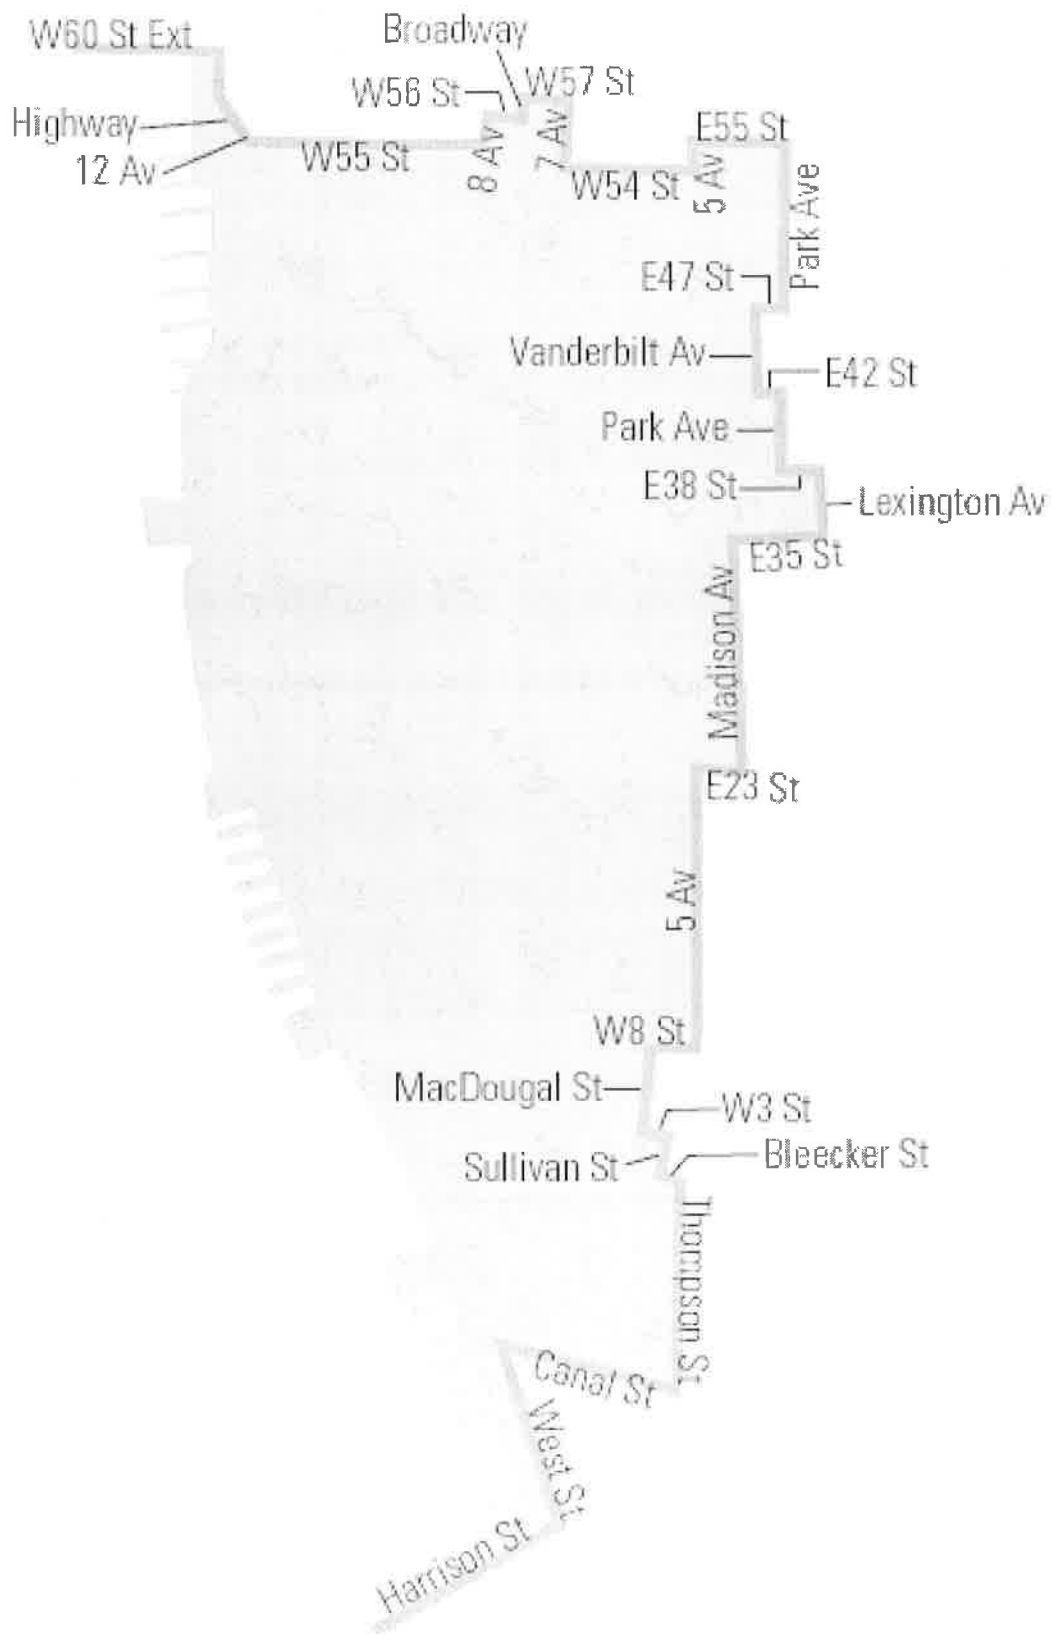 W60 St Ext
Broadway
W56 St
W57 St
Highway
12 Av
W55 St
8 Av
7 Av
E55 St
W54 St
5 Av
Park Ave
E47 St
Vanderbilt Av
E42 St
Park Ave
E38 St
Lexington Av
E35 St
Madison Av
E23 St
5 Av
W8 St
MacDougal St
W3 St
Sullivan St
Bleecker St
Thompson St
Canal St
West St
Harrison St